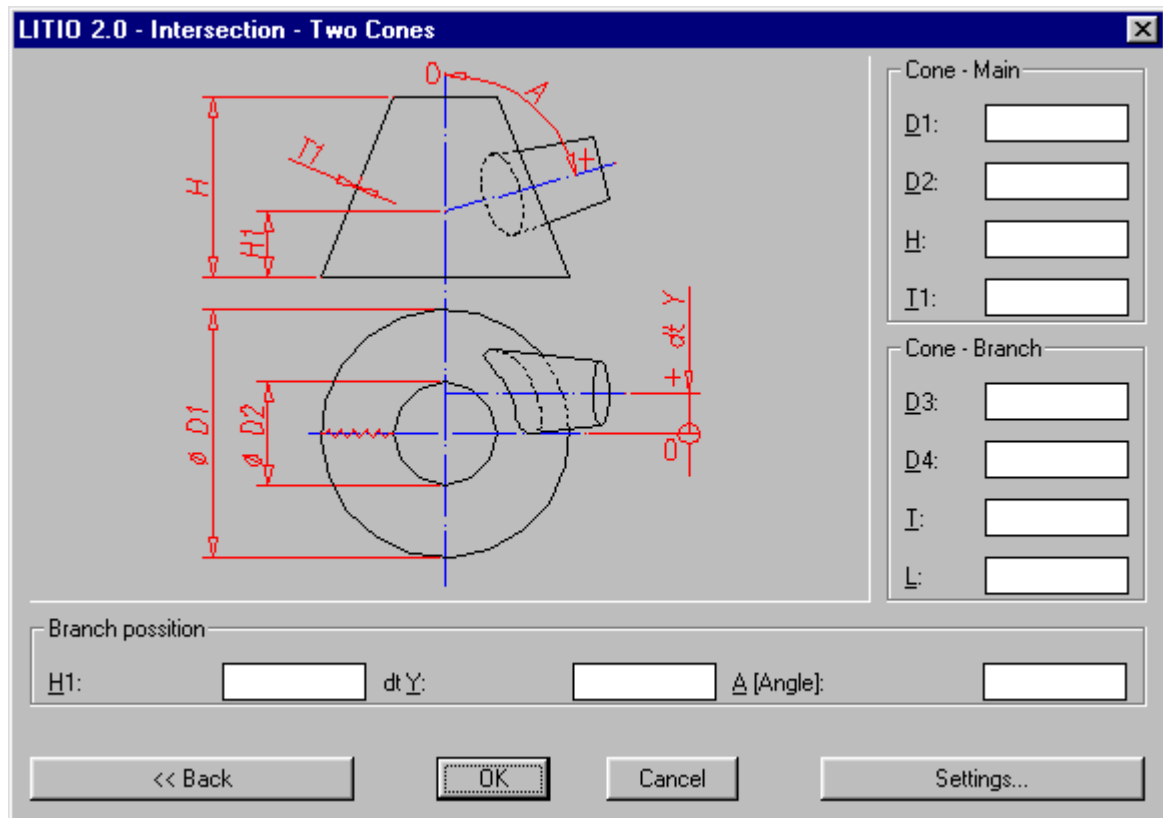 LITIO 2.0 - Intersection - Two Cones
0
A
+
H
T1
H1
ø D1
ø D2
dt Y
+
0
Cone - Main
D1:
D2:
H:
T1:
Cone - Branch
D3:
D4:
T:
L:
Branch possition
H1: dt Y: A [Angle]:
<< Back OK Cancel Settings...